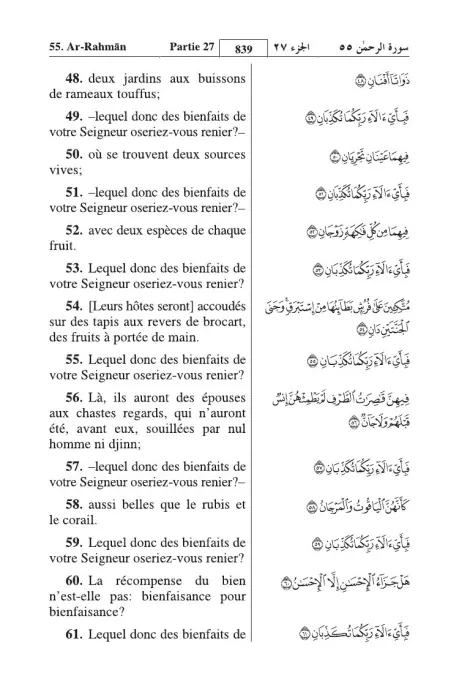 55. Ar-Rahmān Partie 27 839 الجزء ٢٧ سورة الرحمٰن ٥٥
48. deux jardins aux buissons
de rameaux touffus;
49. –lequel donc des bienfaits de
votre Seigneur oseriez-vous renier?–
50. où se trouvent deux sources
vives;
51. –lequel donc des bienfaits de
votre Seigneur oseriez-vous renier?–
52. avec deux espèces de chaque
fruit.
53. Lequel donc des bienfaits de
votre Seigneur oseriez-vous renier?
54. [Leurs hôtes seront] accoudés
sur des tapis aux revers de brocart,
des fruits à portée de main.
55. Lequel donc des bienfaits de
votre Seigneur oseriez-vous renier?
56. Là, ils auront des épouses
aux chastes regards, qui n’auront
été, avant eux, souillées par nul
homme ni djinn;
57. –lequel donc des bienfaits de
votre Seigneur oseriez-vous renier?–
58. aussi belles que le rubis et
le corail.
59. Lequel donc des bienfaits de
votre Seigneur oseriez-vous renier?
60. La récompense du bien
n’est-elle pas: bienfaisance pour
bienfaisance?
61. Lequel donc des bienfaits de
ذَوَاتَآ أَفْنَانٍ ٤٨
فَبِأَيِّ ءَالَآءِ رَبِّكُمَا تُكَذِّبَانِ ٤٩
فِيهِمَا عَيْنَانِ تَجْرِيَانِ ٥٠
فَبِأَيِّ ءَالَآءِ رَبِّكُمَا تُكَذِّبَانِ ٥١
فِيهِمَا مِن كُلِّ فَٰكِهَةٍ زَوْجَانِ ٥٢
فَبِأَيِّ ءَالَآءِ رَبِّكُمَا تُكَذِّبَانِ ٥٣
مُتَّكِـِٔينَ عَلَىٰ فُرُشٍۭ بَطَآئِنُهَا مِنْ إِسْتَبْرَقٍۚ وَجَنَى
ٱلْجَنَّتَيْنِ دَانٍ ٥٤
فَبِأَيِّ ءَالَآءِ رَبِّكُمَا تُكَذِّبَانِ ٥٥
فِيهِنَّ قَٰصِرَٰتُ ٱلطَّرْفِ لَمْ يَطْمِثْهُنَّ إِنسٌ
قَبْلَهُمْ وَلَا جَآنٌّ ٥٦
فَبِأَيِّ ءَالَآءِ رَبِّكُمَا تُكَذِّبَانِ ٥٧
كَأَنَّهُنَّ ٱلْيَاقُوتُ وَٱلْمَرْجَانُ ٥٨
فَبِأَيِّ ءَالَآءِ رَبِّكُمَا تُكَذِّبَانِ ٥٩
هَلْ جَزَآءُ ٱلْإِحْسَٰنِ إِلَّا ٱلْإِحْسَٰنُ ٦٠
فَبِأَيِّ ءَالَآءِ رَبِّكُمَا تُكَذِّبَانِ ٦١